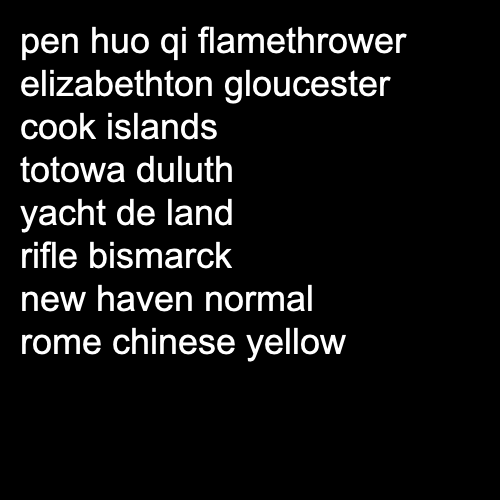 pen huo qi flamethrower
elizabethton gloucester
cook islands
totowa duluth
yacht de land
rifle bismarck
new haven normal
rome chinese yellow